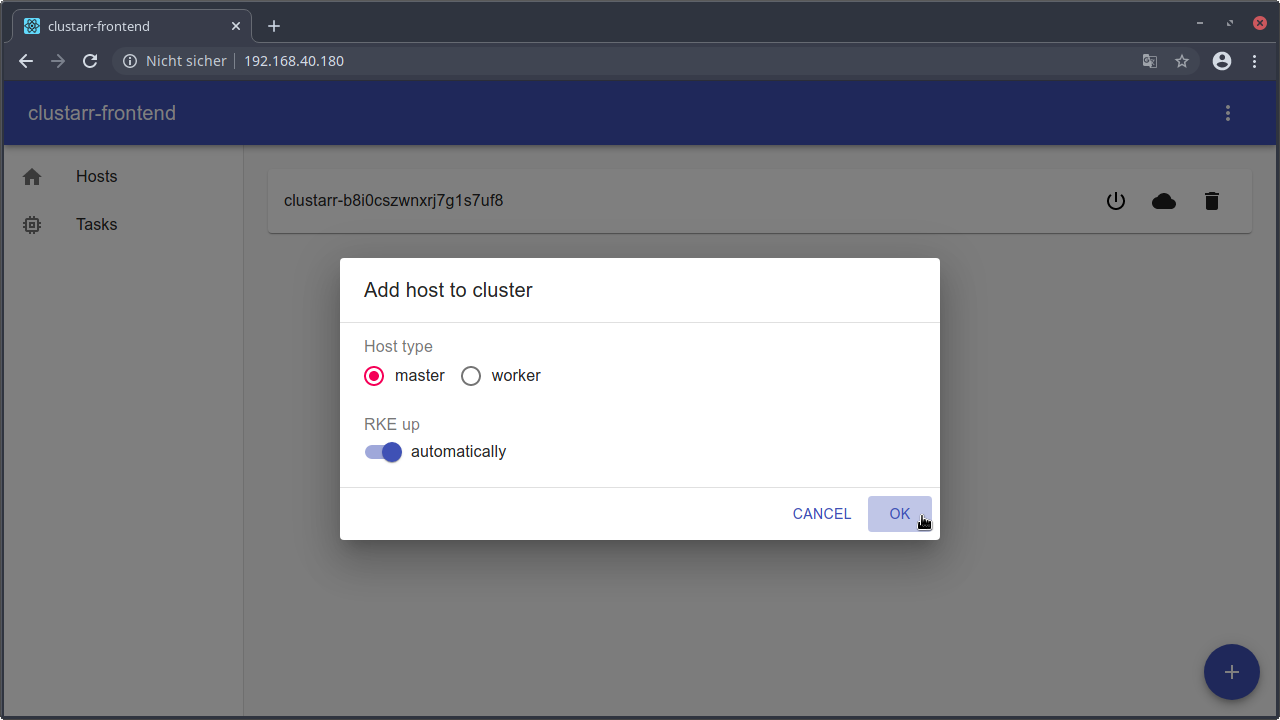 clustarr-frontend
Nicht sicher 192.168.40.180
clustarr-frontend
Hosts
Tasks
clustarr-b8i0cszwnxrj7g1s7uf8
Add host to cluster
Host type
master worker
RKE up
automatically
CANCEL OK